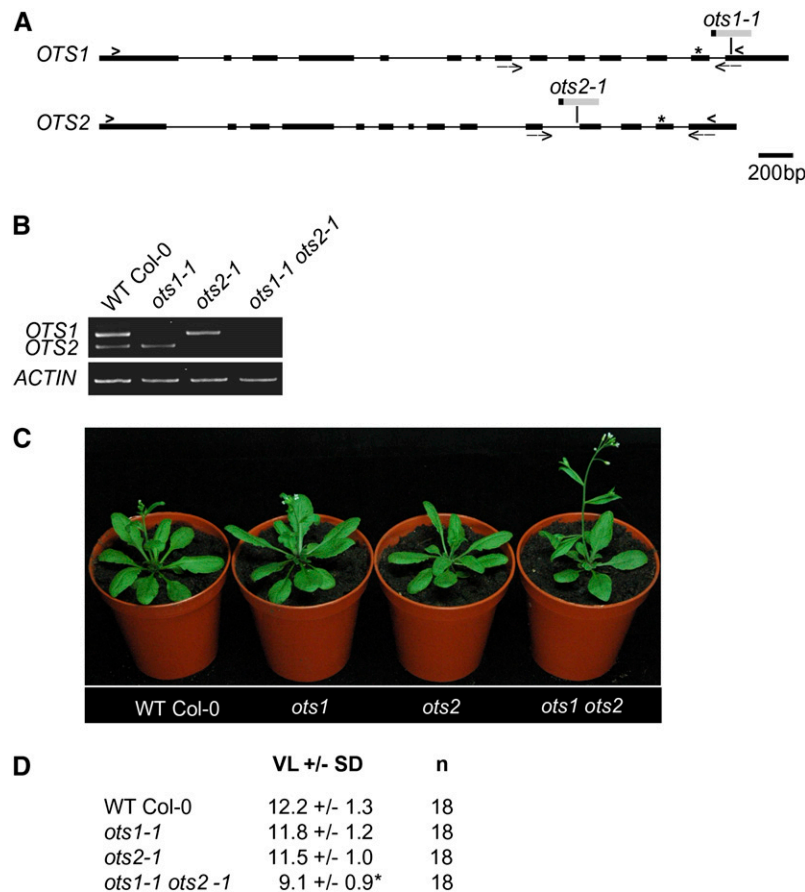 A
ots1-1
OTS1
*
ots2-1
OTS2
*
200bp
B
WT Col-0
ots1-1
ots2-1
ots1-1 ots2-1
OTS1
OTS2
ACTIN
C
WT Col-0 ots1 ots2 ots1 ots2
D
VL +/- SD n
WT Col-0 12.2 +/- 1.3 18
ots1-1 11.8 +/- 1.2 18
ots2-1 11.5 +/- 1.0 18
ots1-1 ots2 -1 9.1 +/- 0.9* 18